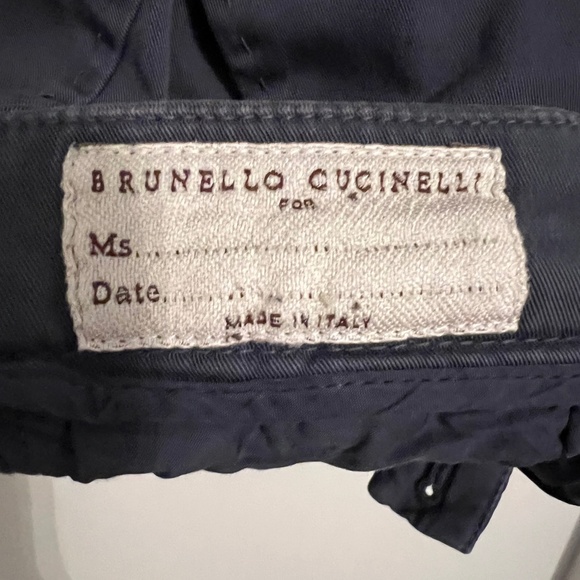 BRUNELLO CUCINELLI
FOR
Ms.....................................
Date...................................
MADE IN ITALY